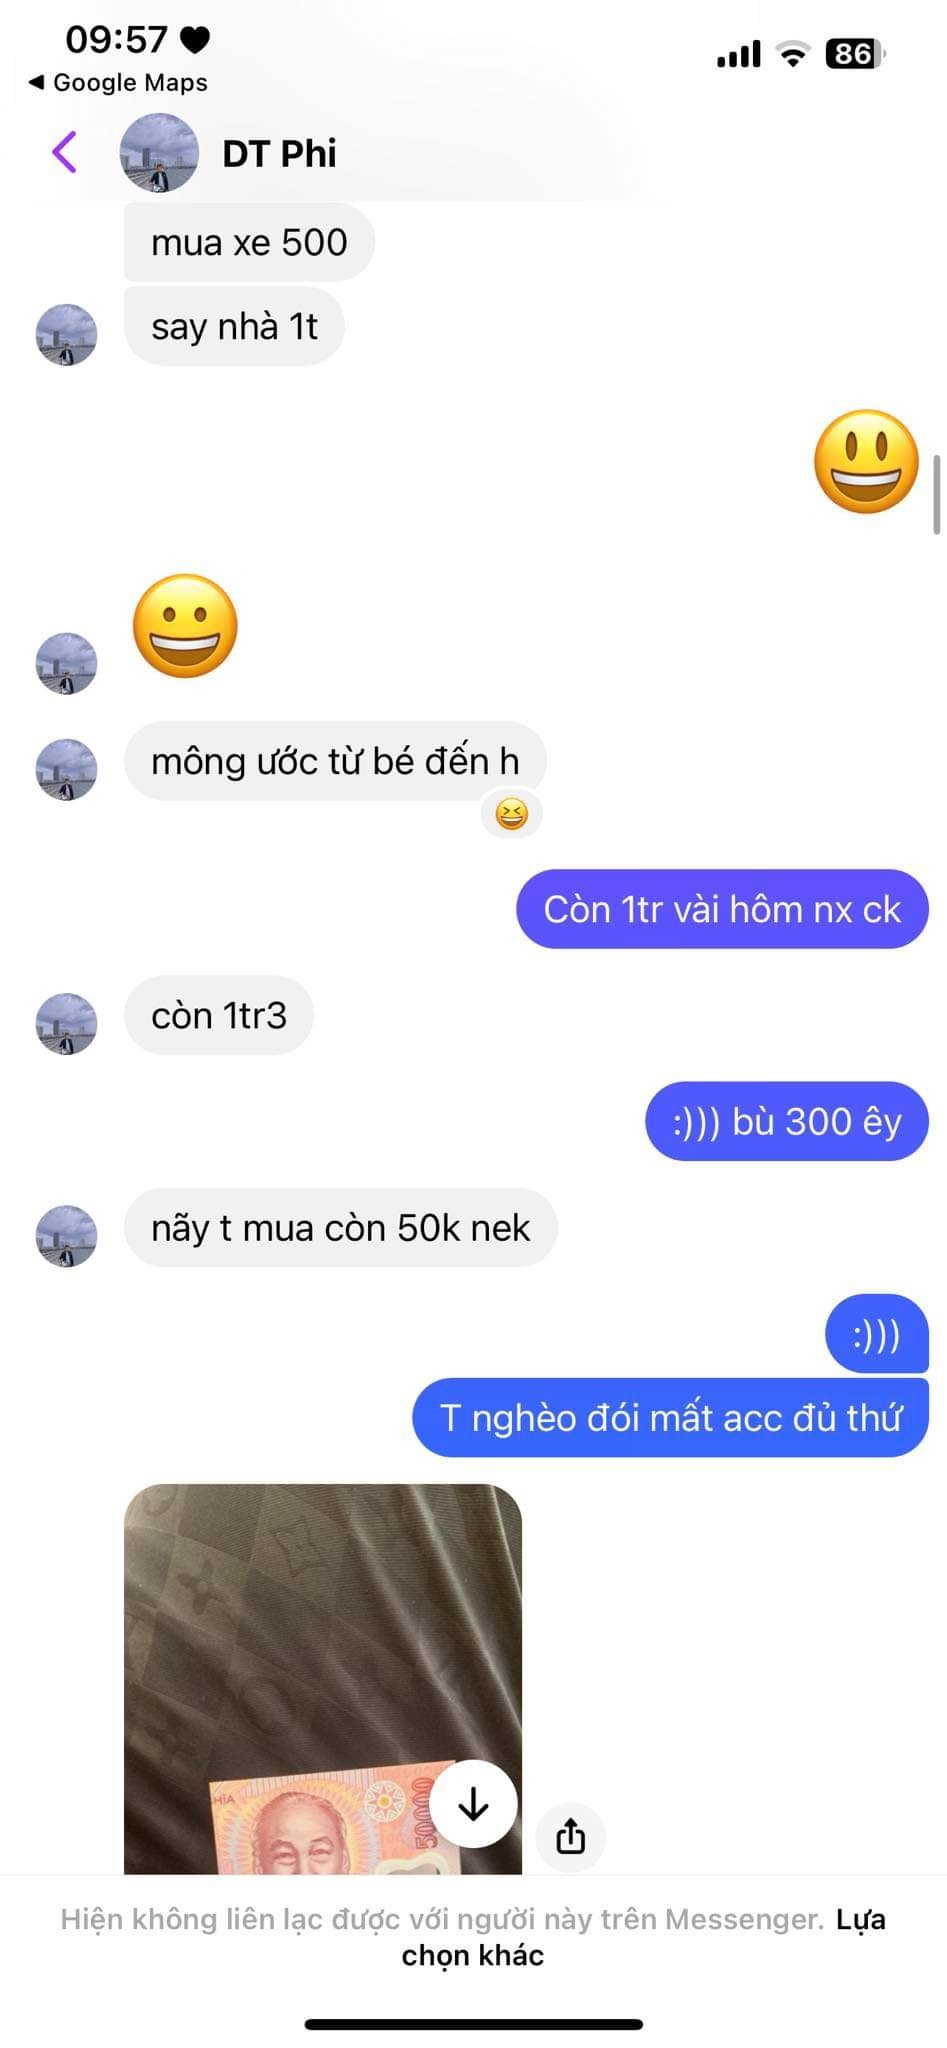 09:57
86
Google Maps
DT Phi
mua xe 500
say nhà 1t
mông ước từ bé đến h
Còn 1tr vài hôm nx ck
còn 1tr3
:))) bù 300 êy
nãy t mua còn 50k nek
:)))
T nghèo đói mất acc đủ thứ
HĨA
50000
Hiện không liên lạc được với người này trên Messenger. Lựa
chọn khác